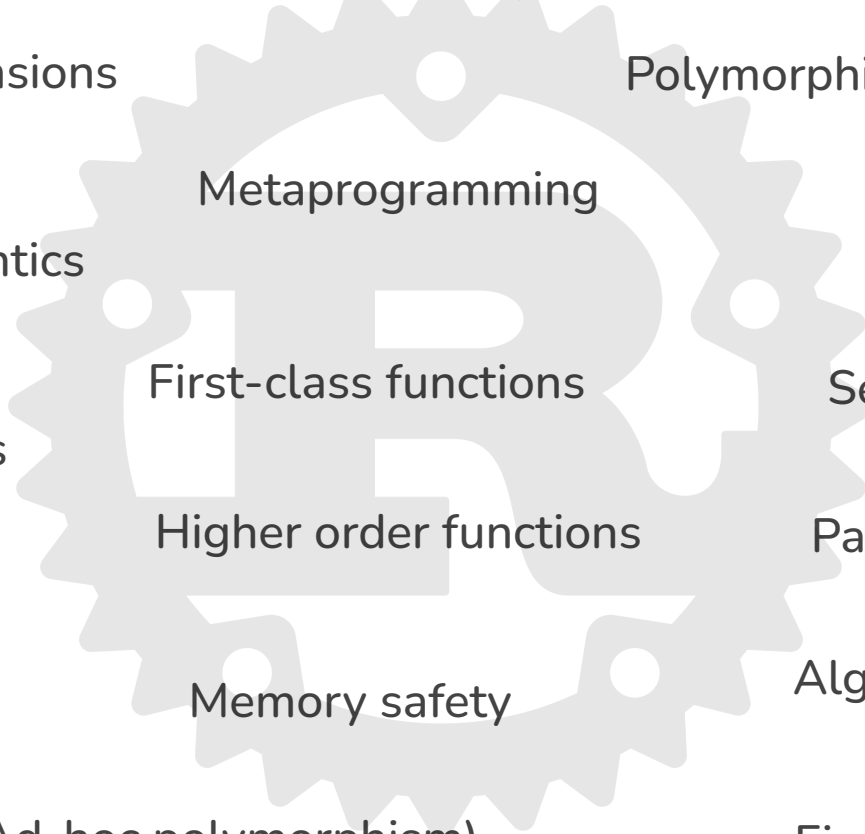 nsions
Polymorphi
Metaprogramming
ntics
First-class functions
Se
s
Higher order functions
Pa
Memory safety
Alg
Ad-hoc polymorphism)